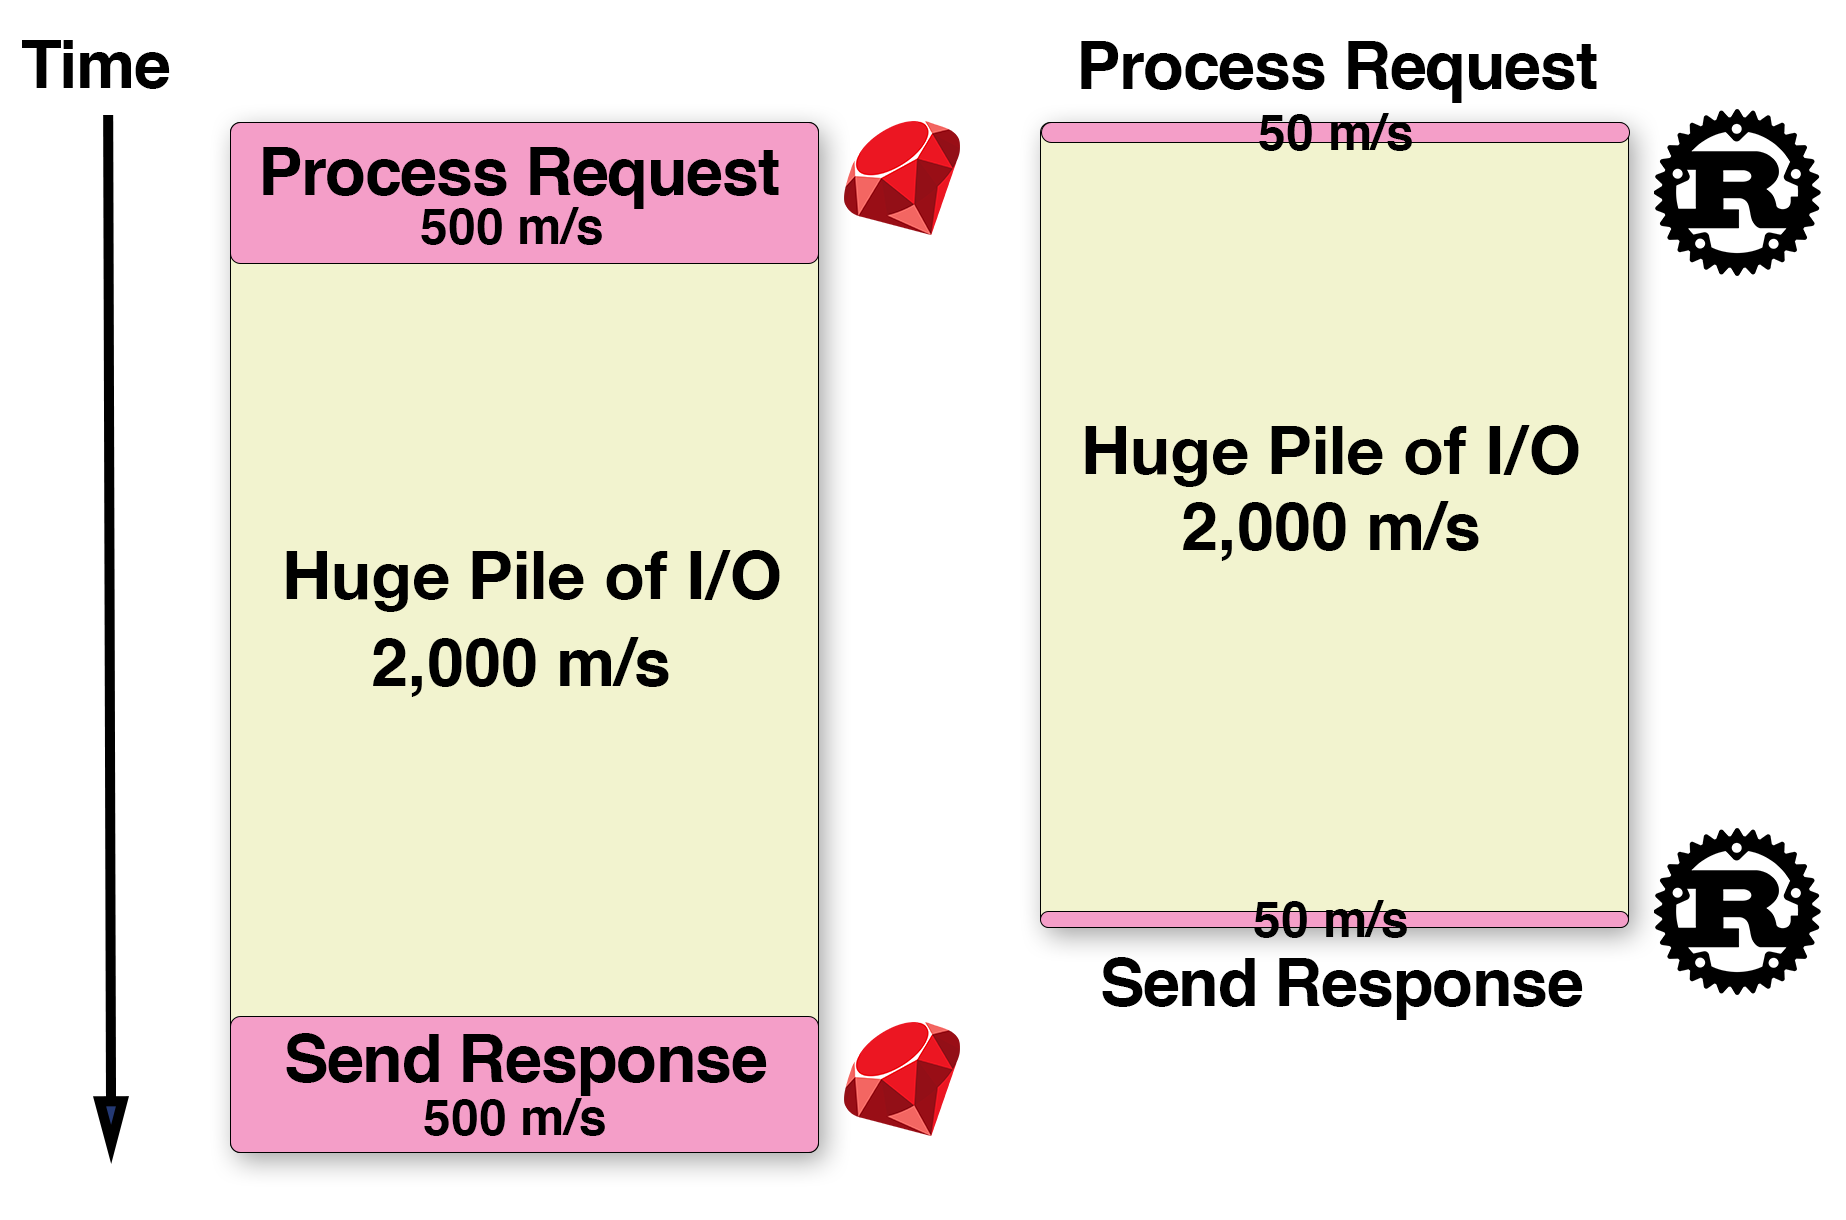 Time
Process Request
500 m/s
Huge Pile of I/O
2,000 m/s
Send Response
500 m/s
Process Request
50 m/s
R
Huge Pile of I/O
2,000 m/s
50 m/s
Send Response
R